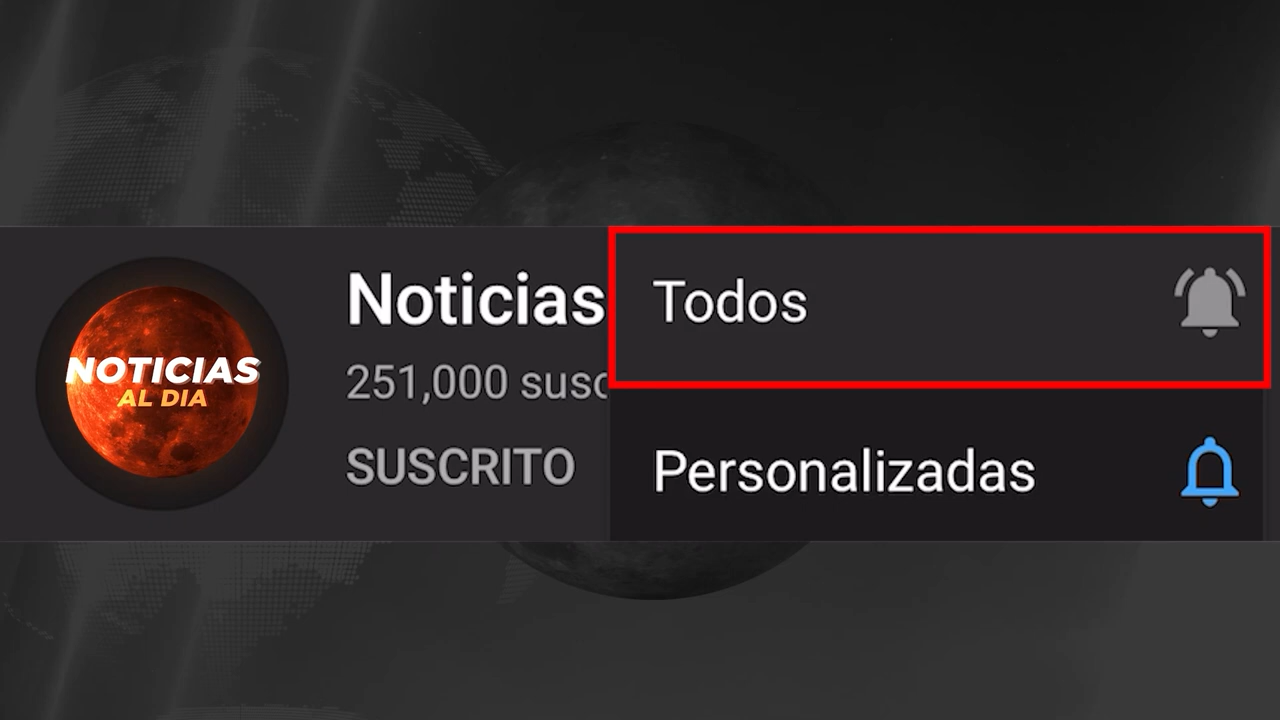 NOTICIAS
AL DIA
Noticias
251,000 susc
SUSCRITO
Todos
Personalizadas